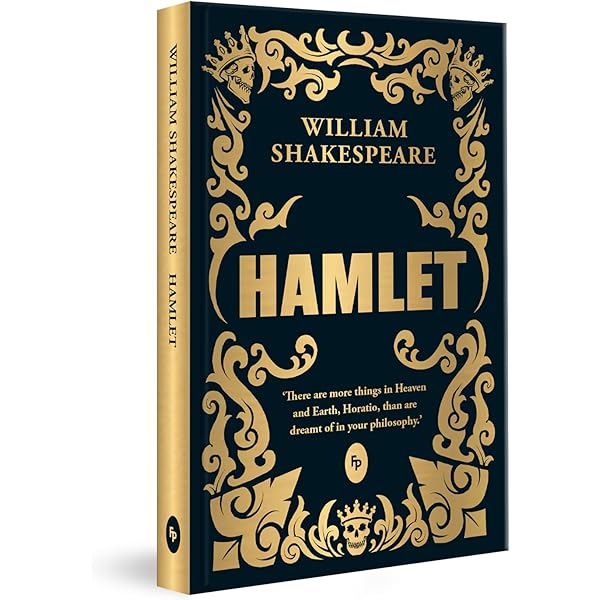 WILLIAM SHAKESPEARE HAMLET
FP
WILLIAM
SHAKESPEARE
HAMLET
‘There are more things in Heaven
and Earth, Horatio, than are
dreamt of in your philosophy.’
FP